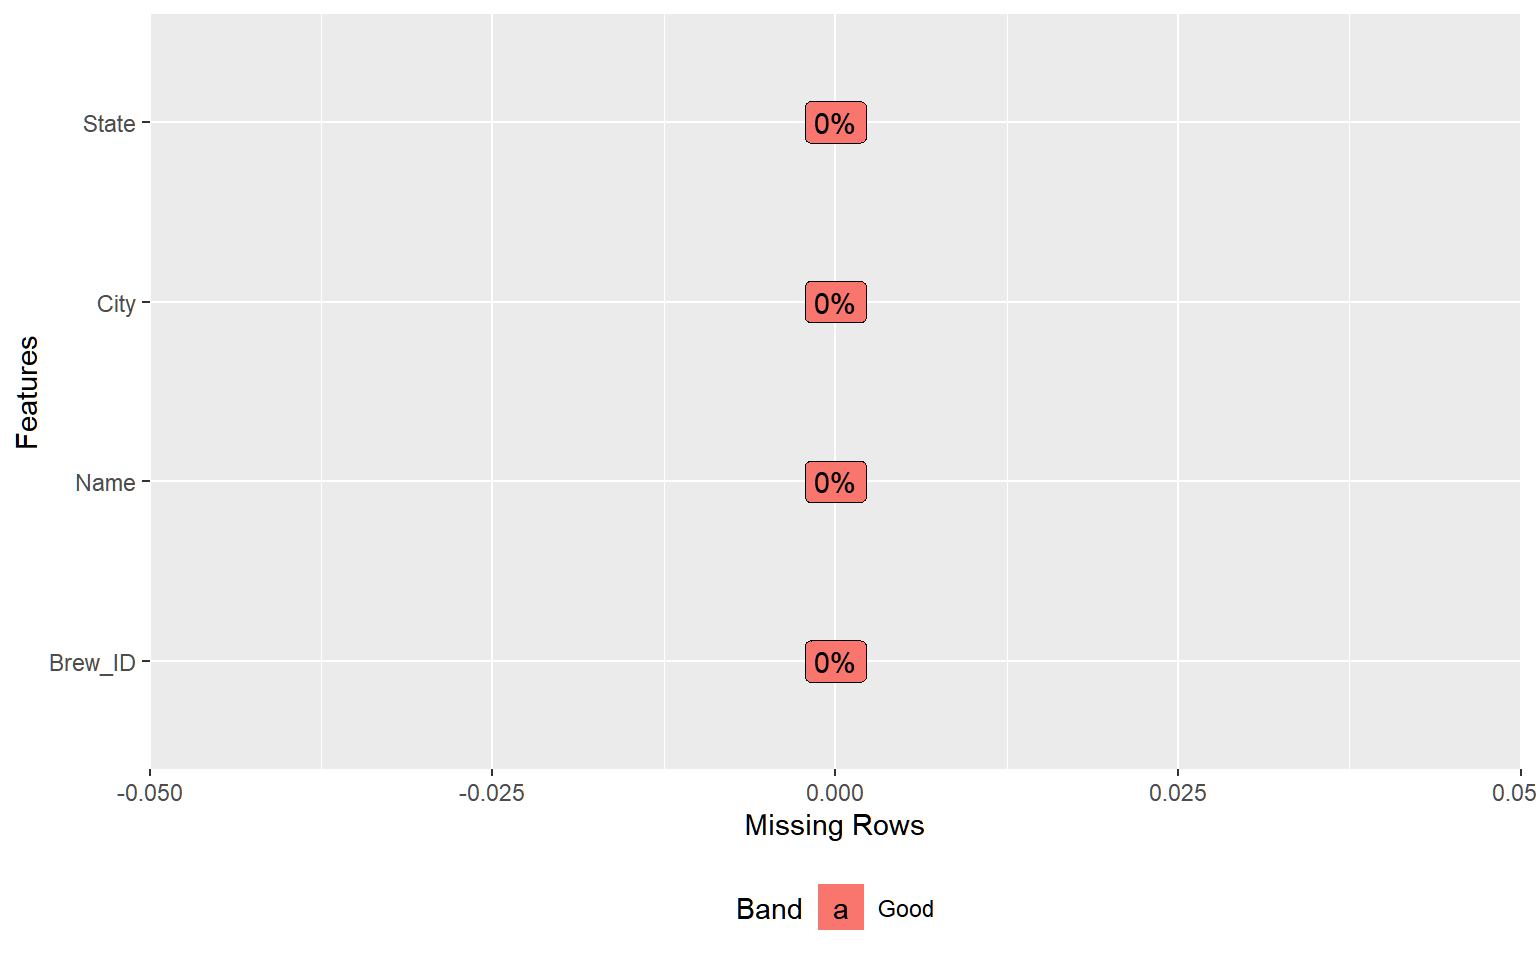 State
0%
City
0%
Features
Name
0%
Brew_ID
0%
-0.050
-0.025
0.000
0.025
0.05
Missing Rows
Band
a
Good